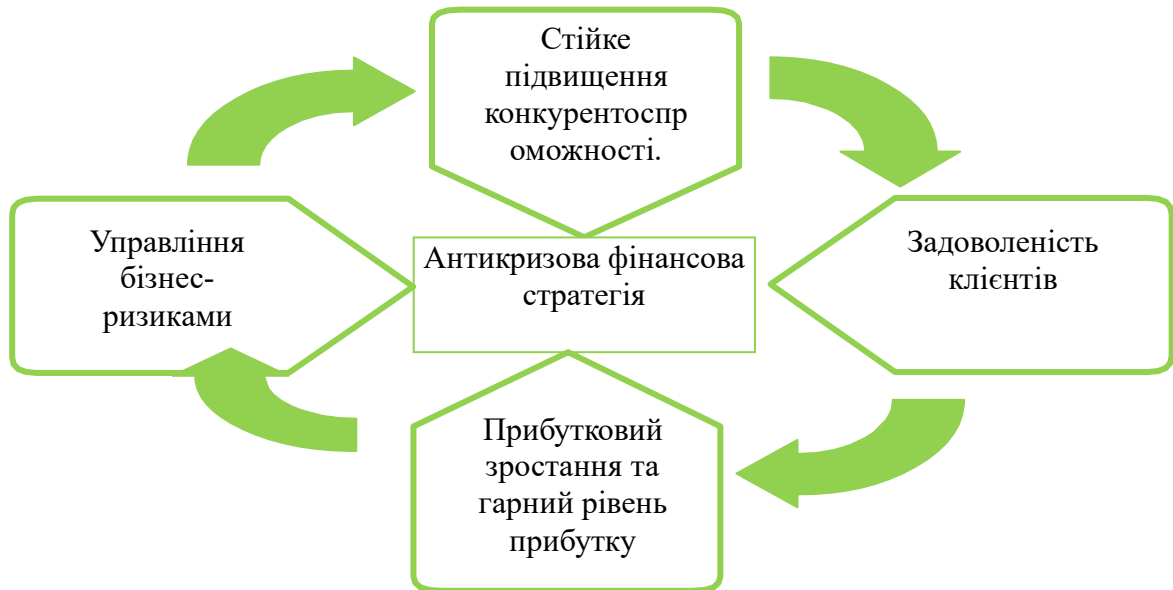 Стійке
підвищення
конкурентоспр
оможності.
Управління
бізнес-
ризиками
Антикризова фінансова
стратегія
Задоволеність
клієнтів
Прибутковий
зростання та
гарний рівень
прибутку